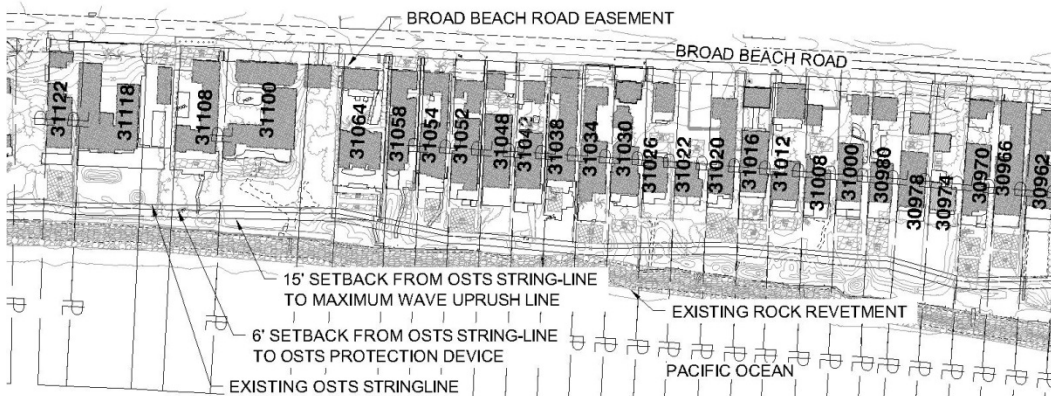 BROAD BEACH ROAD EASEMENT
BROAD BEACH ROAD
31122
31118
31108
31100
31064
31058
31054
31052
31048
31042
31038
31034
31030
31026
31022
31020
31016
31012
31008
31000
30980
30978
30974
30970
30966
30962
15' SETBACK FROM OSTS STRING-LINE
TO MAXIMUM WAVE UPRUSH LINE
6' SETBACK FROM OSTS STRING-LINE
TO OSTS PROTECTION DEVICE
EXISTING OSTS STRINGLINE
EXISTING ROCK REVETMENT
PACIFIC OCEAN